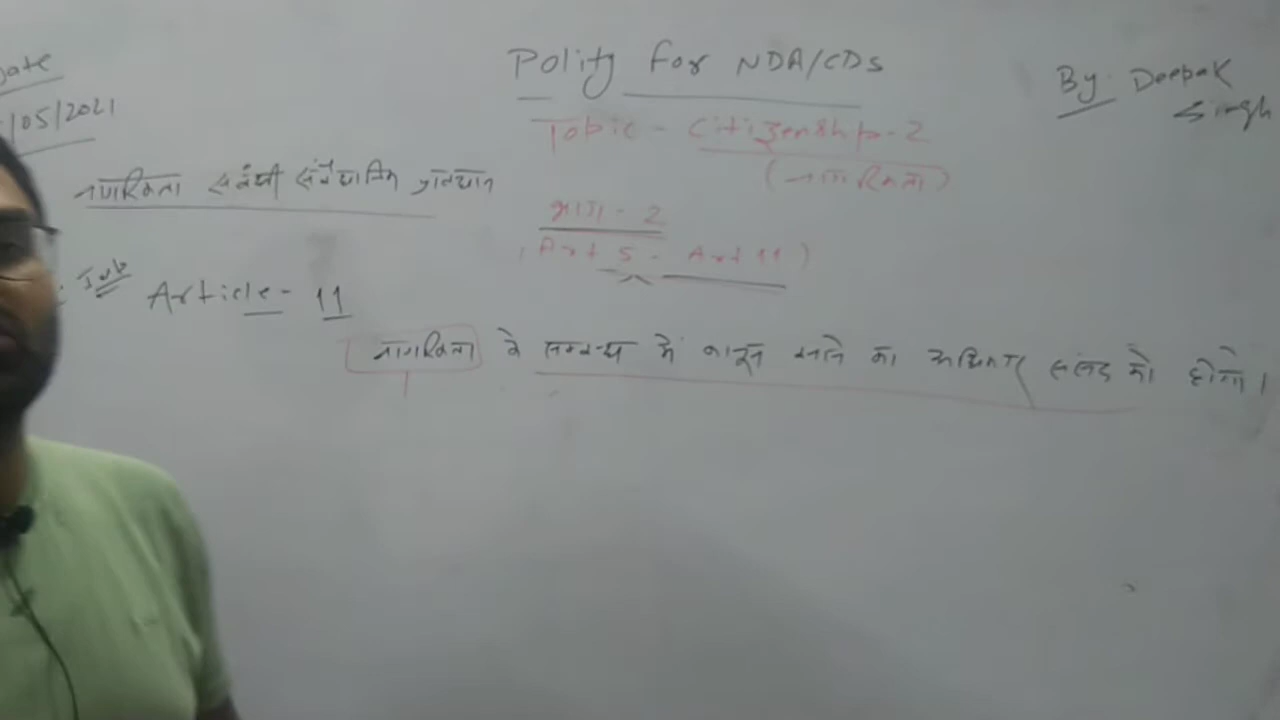 Date
/05/2021
Polity for NDA/CDs
By: Deepak
Singh
Topic - Citizenship-2
(नागरिकता)
नागरिकता संबंधी संवैधानिक प्रावधान
भाग - 2
(Art 5 - Art 11)
Article - 11
नागरिकता के सम्बन्ध में कानून बनाने का अधिकार संसद को होगा।